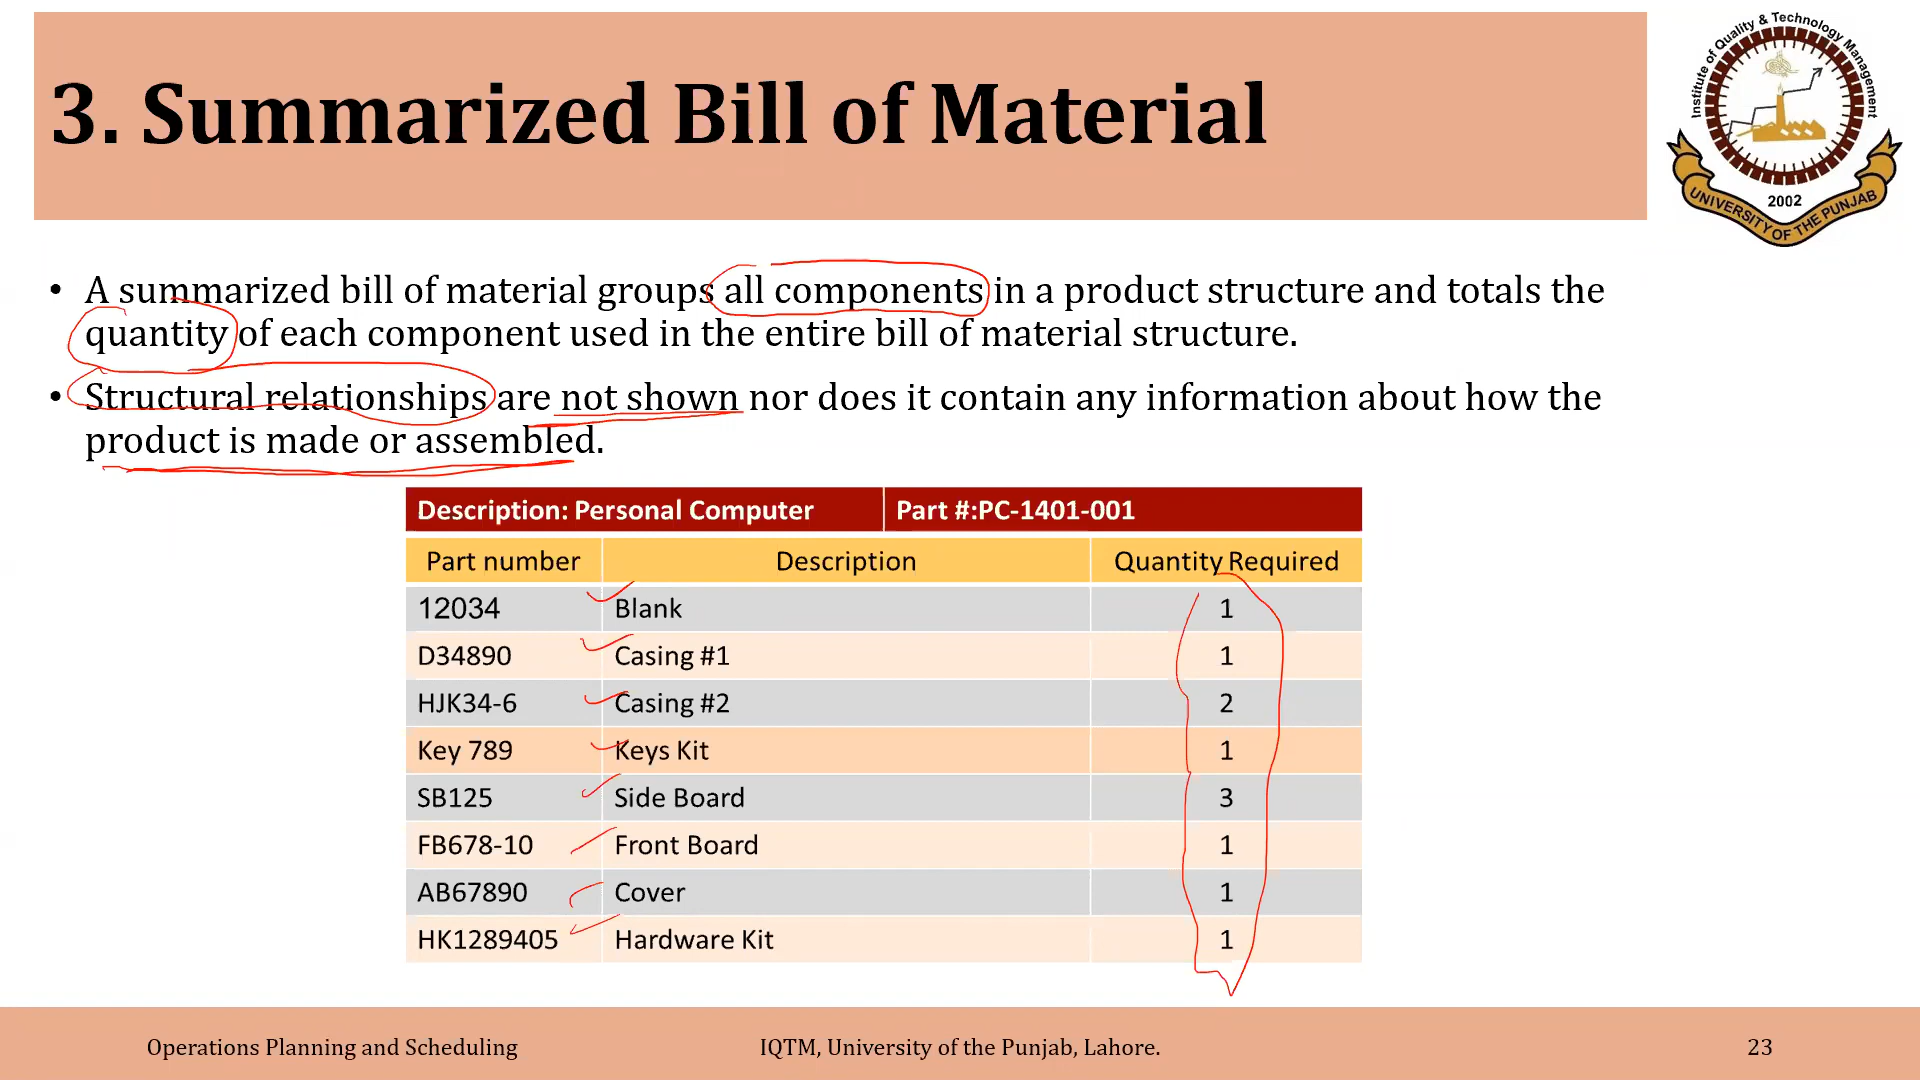 3. Summarized Bill of Material
Institute of Quality & Technology Management
2002
UNIVERSITY OF THE PUNJAB
• A summarized bill of material groups all components in a product structure and totals the
quantity of each component used in the entire bill of material structure.
• Structural relationships are not shown nor does it contain any information about how the
product is made or assembled.
Description: Personal Computer Part #:PC-1401-001
Part number Description Quantity Required
12034 Blank 1
D34890 Casing #1 1
HJK34-6 Casing #2 2
Key 789 Keys Kit 1
SB125 Side Board 3
FB678-10 Front Board 1
AB67890 Cover 1
HK1289405 Hardware Kit 1
Operations Planning and Scheduling IQTM, University of the Punjab, Lahore. 23